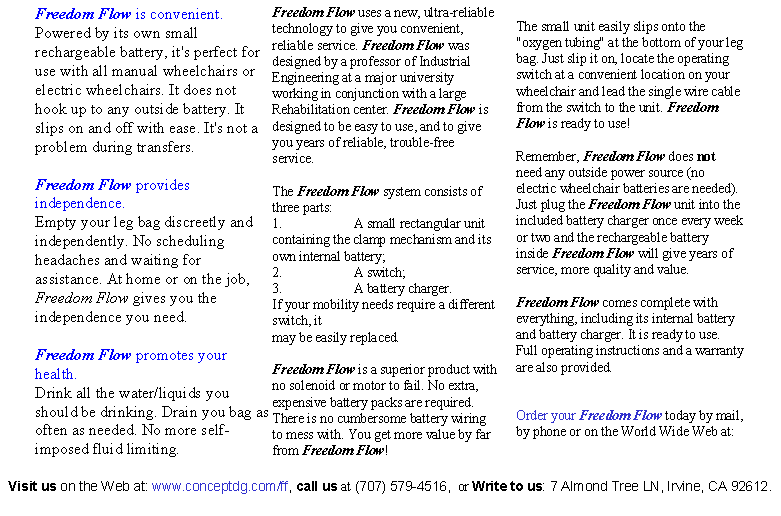 Freedom Flow is convenient.
Powered by its own small
rechargeable battery, it's perfect for
use with all manual wheelchairs or
electric wheelchairs. It does not
hook up to any outside battery. It
slips on and off with ease. It's not a
problem during transfers.
Freedom Flow provides
independence.
Empty your leg bag discreetly and
independently. No scheduling
headaches and waiting for
assistance. At home or on the job,
Freedom Flow gives you the
independence you need.
Freedom Flow promotes your
health.
Drink all the water/liquids you
should be drinking. Drain you bag as
often as needed. No more self-
imposed fluid limiting.
Freedom Flow uses a new, ultra-reliable
technology to give you convenient,
reliable service. Freedom Flow was
designed by a professor of Industrial
Engineering at a major university
working in conjunction with a large
Rehabilitation center. Freedom Flow is
designed to be easy to use, and to give
you years of reliable, trouble-free
service.
The Freedom Flow system consists of
three parts:
1. A small rectangular unit
containing the clamp mechanism and its
own internal battery;
2. A switch;
3. A battery charger.
If your mobility needs require a different
switch, it
may be easily replaced.
Freedom Flow is a superior product with
no solenoid or motor to fail. No extra,
expensive battery packs are required.
There is no cumbersome battery wiring
to mess with. You get more value by far
from Freedom Flow!
The small unit easily slips onto the
"oxygen tubing" at the bottom of your leg
bag. Just slip it on, locate the operating
switch at a convenient location on your
wheelchair and lead the single wire cable
from the switch to the unit. Freedom
Flow is ready to use!
Remember, Freedom Flow does not
need any outside power source (no
electric wheelchair batteries are needed).
Just plug the Freedom Flow unit into the
included battery charger once every week
or two and the rechargeable battery
inside Freedom Flow will give years of
service, more quality and value.
Freedom Flow comes complete with
everything, including its internal battery
and battery charger. It is ready to use.
Full operating instructions and a warranty
are also provided.
Order your Freedom Flow today by mail,
by phone or on the World Wide Web at:
Visit us on the Web at: www.conceptdg.com/ff, call us at (707) 579-4516, or Write to us: 7 Almond Tree LN, Irvine, CA 92612.